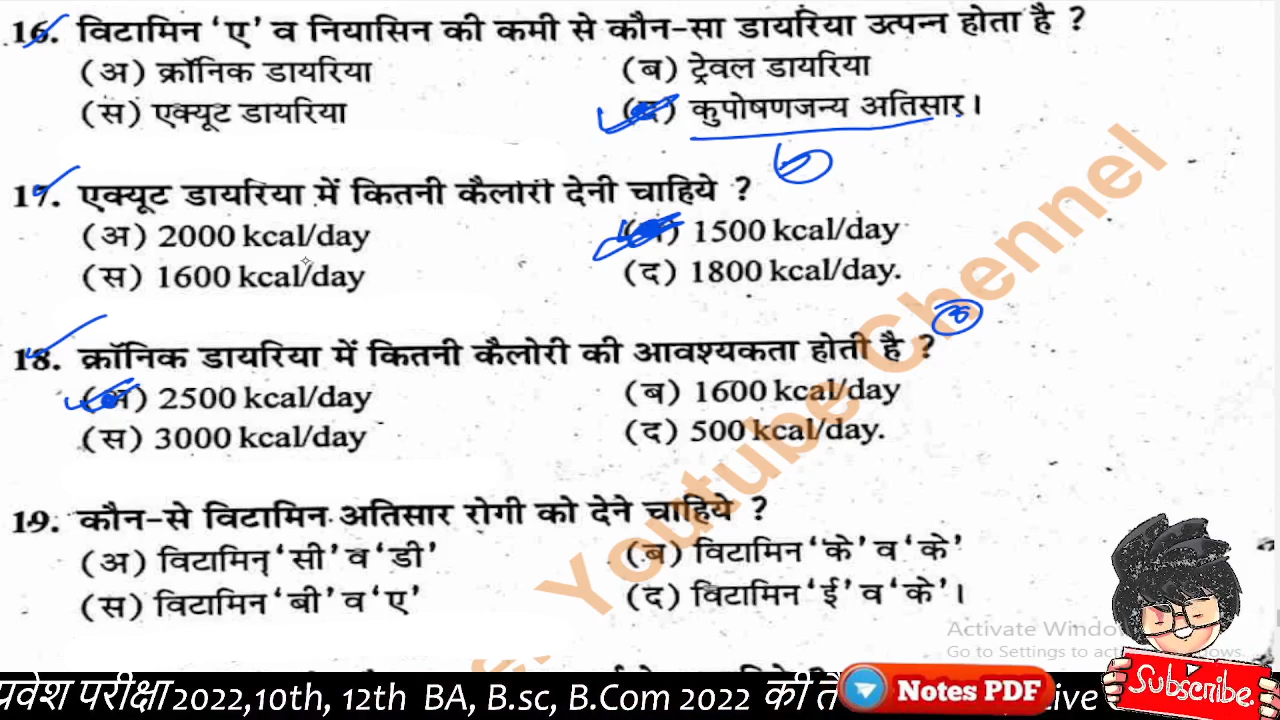 16. विटामिन ‘ए’ व नियासिन की कमी से कौन-सा डायरिया उत्पन्न होता है ?
(अ) क्रॉनिक डायरिया (ब) ट्रेवल डायरिया
(स) एक्यूट डायरिया (द) कुपोषणजन्य अतिसार।
17. एक्यूट डायरिया में कितनी कैलोरी देनी चाहिये ?
(अ) 2000 kcal/day 1500 kcal/day
(स) 1600 kcal/day (द) 1800 kcal/day.
18. क्रॉनिक डायरिया में कितनी कैलोरी की आवश्यकता होती है ?
(अ) 2500 kcal/day (ब) 1600 kcal/day
(स) 3000 kcal/day (द) 500 kcal/day.
19. कौन-से विटामिन अतिसार रोगी को देने चाहिये ?
(अ) विटामिन ‘सी’ व ‘डी’ (ब) विटामिन ‘के’ व ‘के’
(स) विटामिन ‘बी’ व ‘ए’ (द) विटामिन ‘ई’ व ‘के’।
Youtube Chennel
Activate Windo
Go to Settings to act
प्रवेश परीक्षा 2022,10th, 12th BA, B.sc, B.Com 2022 की
Notes PDF
Subscribe